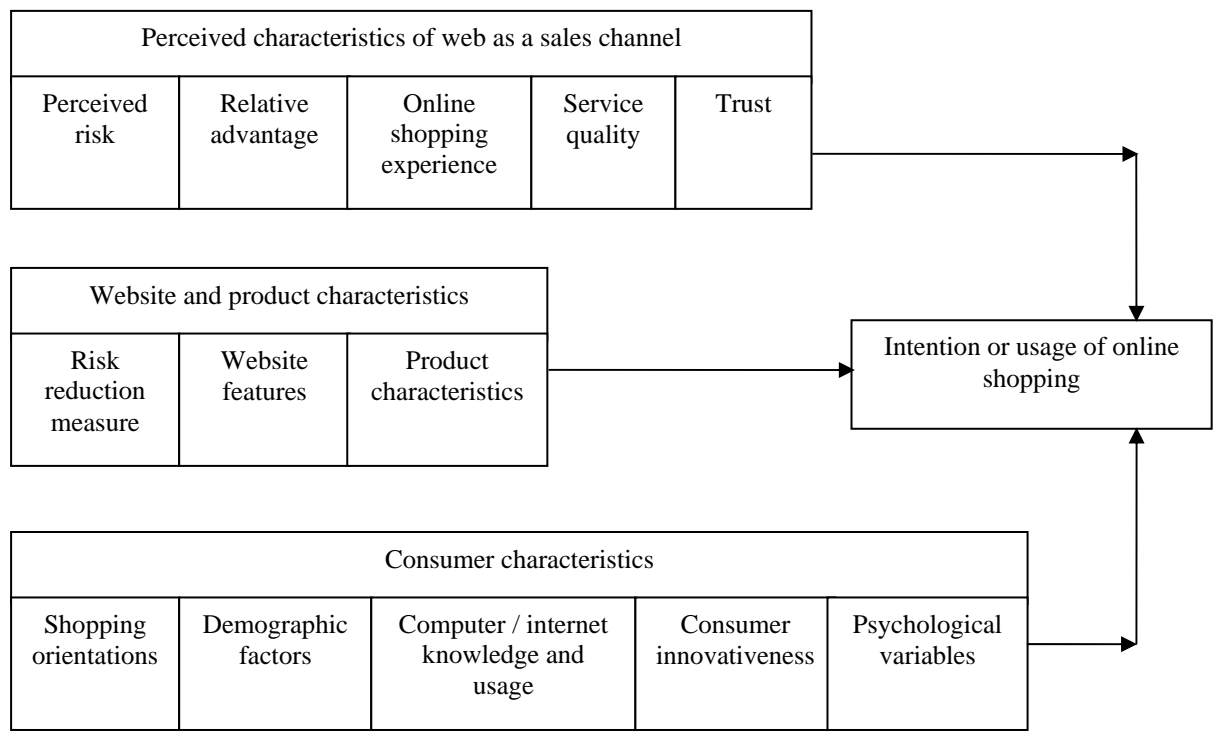 Perceived characteristics of web as a sales channel
Perceived
risk
Relative
advantage
Online
shopping
experience
Service
quality
Trust
Website and product characteristics
Risk
reduction
measure
Website
features
Product
characteristics
Intention or usage of online
shopping
Consumer characteristics
Shopping
orientations
Demographic
factors
Computer / internet
knowledge and
usage
Consumer
innovativeness
Psychological
variables